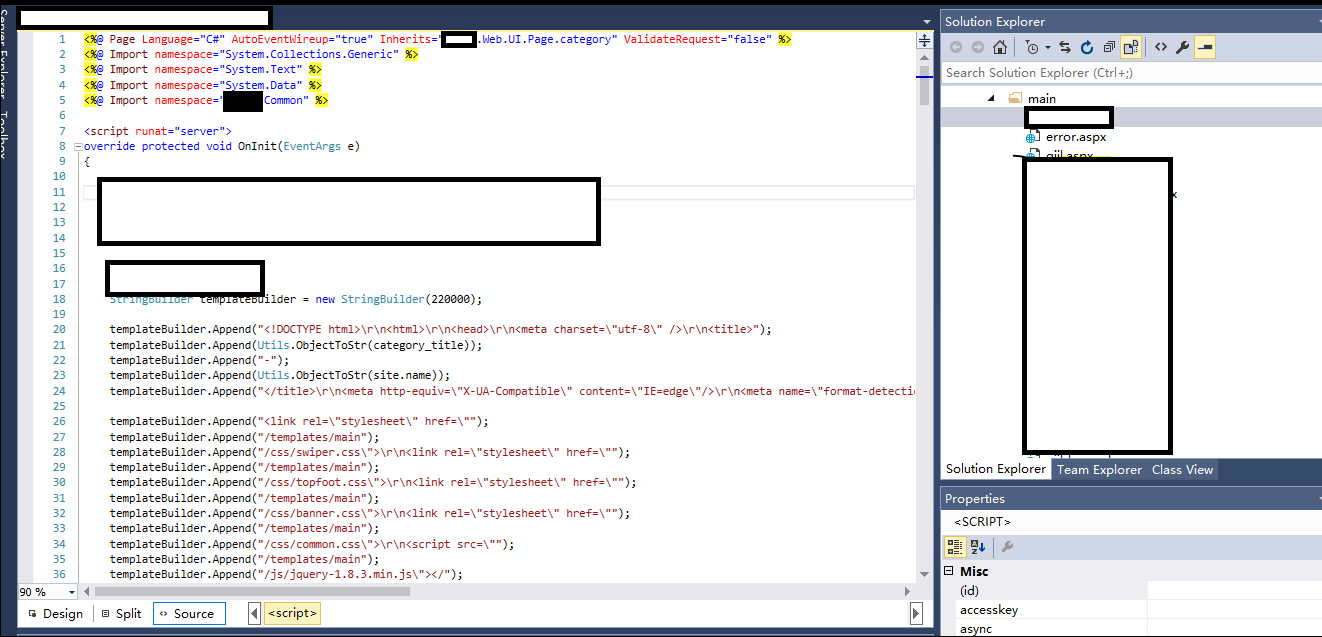 Server Explorer
Toolbox
1 <%@ Page Language="C#" AutoEventWireup="true" Inherits=" .Web.UI.Page.category" ValidateRequest="false" %>
2 <%@ Import namespace="System.Collections.Generic" %>
3 <%@ Import namespace="System.Text" %>
4 <%@ Import namespace="System.Data" %>
5 <%@ Import namespace=" Common" %>
6
7 <script runat="server">
8 override protected void OnInit(EventArgs e)
9 {
10
11
12
13
14
15
16
17
18 StringBuilder templateBuilder = new StringBuilder(220000);
19
20 templateBuilder.Append("<!DOCTYPE html>\r\n<html>\r\n<head>\r\n<meta charset=\"utf-8\" />\r\n<title>");
21 templateBuilder.Append(Utils.ObjectToStr(category_title));
22 templateBuilder.Append("-");
23 templateBuilder.Append(Utils.ObjectToStr(site.name));
24 templateBuilder.Append("</title>\r\n<meta http-equiv=\"X-UA-Compatible\" content=\"IE=edge\"/>\r\n<meta name=\"format-detecti
25
26 templateBuilder.Append("<link rel=\"stylesheet\" href=\"");
27 templateBuilder.Append("/templates/main");
28 templateBuilder.Append("/css/swiper.css\">\r\n<link rel=\"stylesheet\" href=\"");
29 templateBuilder.Append("/templates/main");
30 templateBuilder.Append("/css/topfoot.css\">\r\n<link rel=\"stylesheet\" href=\"");
31 templateBuilder.Append("/templates/main");
32 templateBuilder.Append("/css/banner.css\">\r\n<link rel=\"stylesheet\" href=\"");
33 templateBuilder.Append("/templates/main");
34 templateBuilder.Append("/css/common.css\">\r\n<script src=\"");
35 templateBuilder.Append("/templates/main");
36 templateBuilder.Append("/js/jquery-1.8.3.min.js\"></");
90 %
Design
Split
Source
<script>
Solution Explorer
Search Solution Explorer (Ctrl+;)
main
error.aspx
x
Solution Explorer
Team Explorer
Class View
Properties
<SCRIPT>
Misc
(id)
accesskey
async